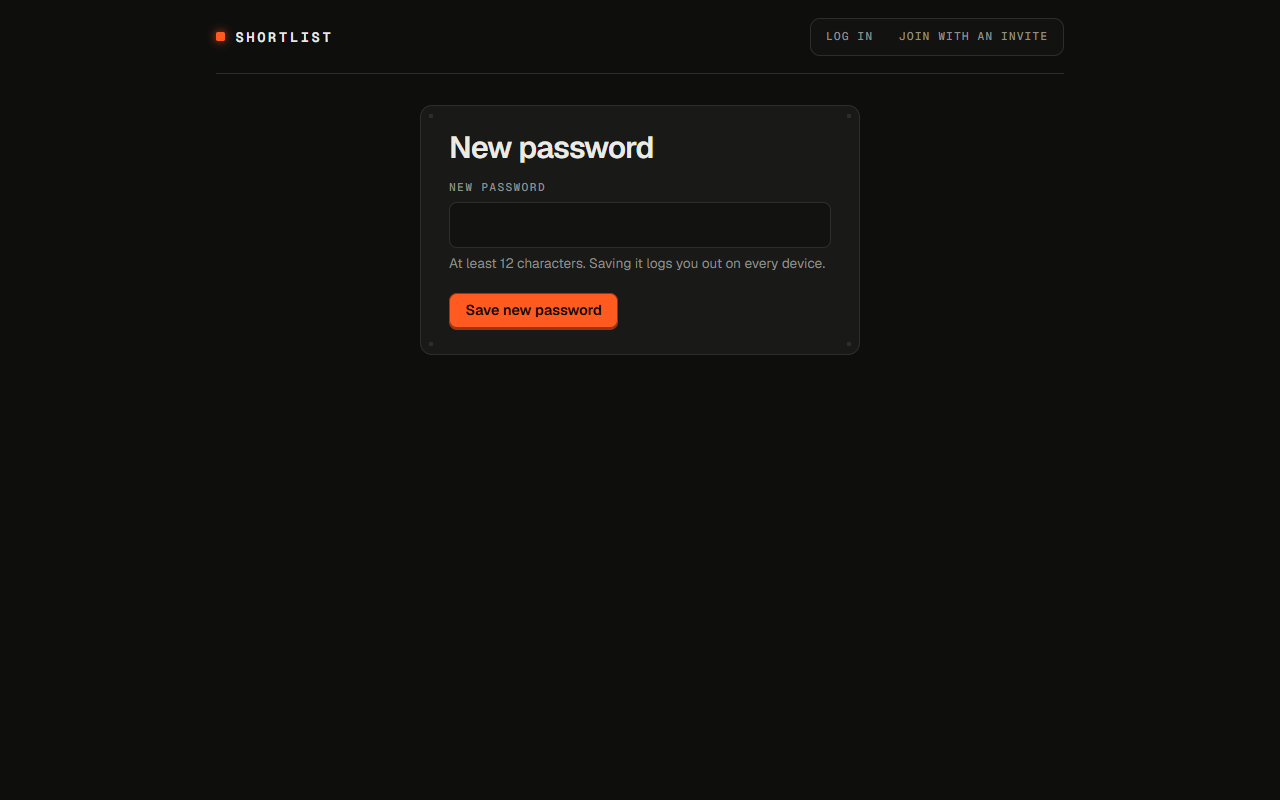 SHORTLIST
LOG IN
JOIN WITH AN INVITE
New password
NEW PASSWORD
At least 12 characters. Saving it logs you out on every device.
Save new password